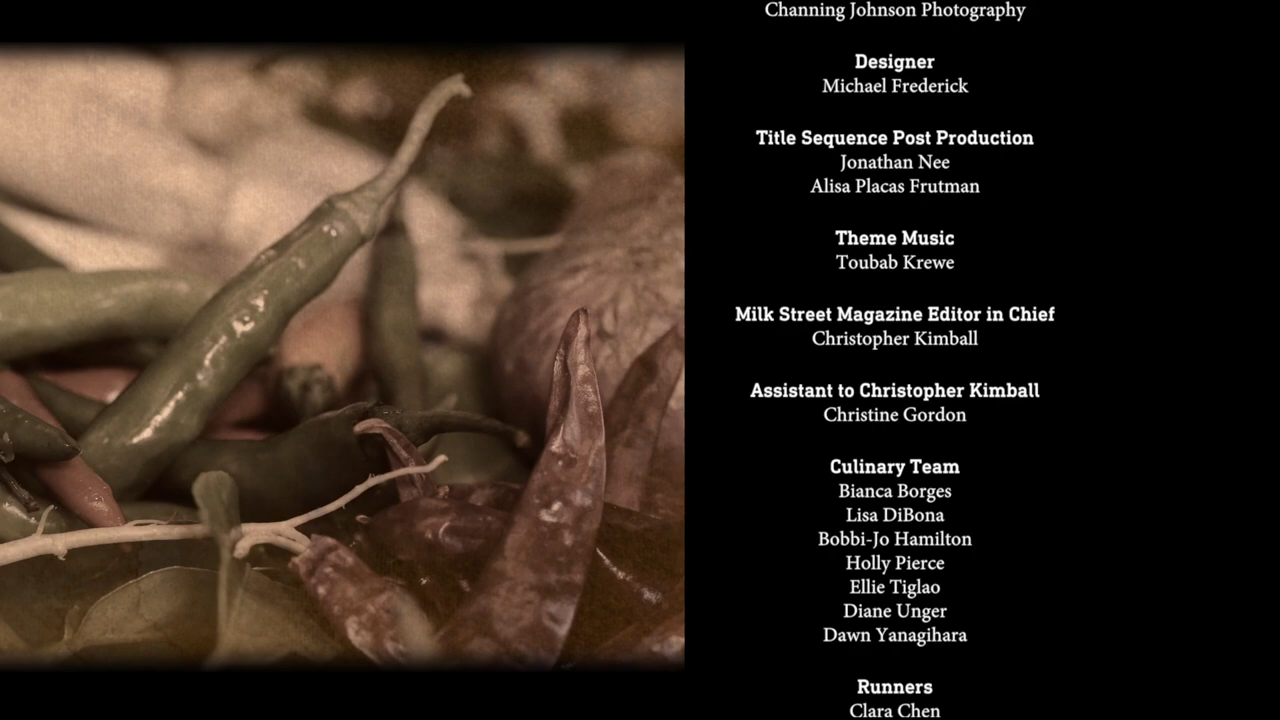 Channing Johnson Photography
Designer
Michael Frederick
Title Sequence Post Production
Jonathan Nee
Alisa Placas Frutman
Theme Music
Toubab Krewe
Milk Street Magazine Editor in Chief
Christopher Kimball
Assistant to Christopher Kimball
Christine Gordon
Culinary Team
Bianca Borges
Lisa DiBona
Bobbi-Jo Hamilton
Holly Pierce
Ellie Tiglao
Diane Unger
Dawn Yanagihara
Runners
Clara Chen